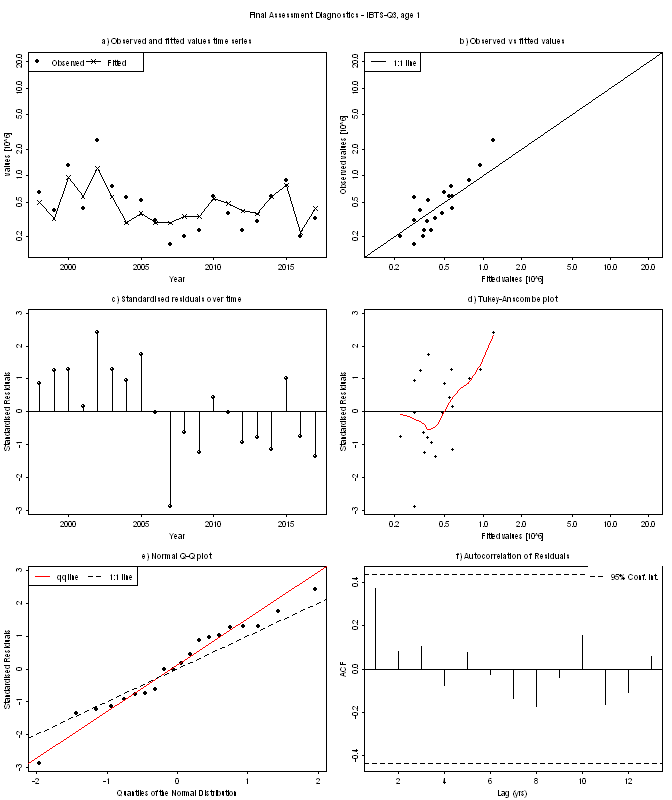 Final Assessment Diagnostics - IBTS-Q3, age 1
a) Observed and fitted values time series
values [10^6]
20.0
10.0
5.0
2.0
1.0
0.5
0.2
Observed Fitted
2000 2005 2010 2015
Year
b) Observed vs fitted values
Observed values [10^6]
20.0
10.0
5.0
2.0
1.0
0.5
0.2
1:1 line
0.2 0.5 1.0 2.0 5.0 10.0 20.0
Fitted values [10^6]
c) Standardised residuals over time
Standardised Residuals
3
2
1
0
-1
-2
-3
2000 2005 2010 2015
Year
d) Tukey-Anscombe plot
Standardised Residuals
3
2
1
0
-1
-2
-3
0.2 0.5 1.0 2.0 5.0 10.0 20.0
Fitted values [10^6]
e) Normal Q-Q plot
Standardised Residuals
3
2
1
0
-1
-2
-3
qq line 1:1 line
-2 -1 0 1 2
Quantiles of the Normal Distribution
f) Autocorrelation of Residuals
ACF
0.4
0.2
0.0
-0.2
-0.4
95% Conf. Int.
2 4 6 8 10 12
Lag (yrs)